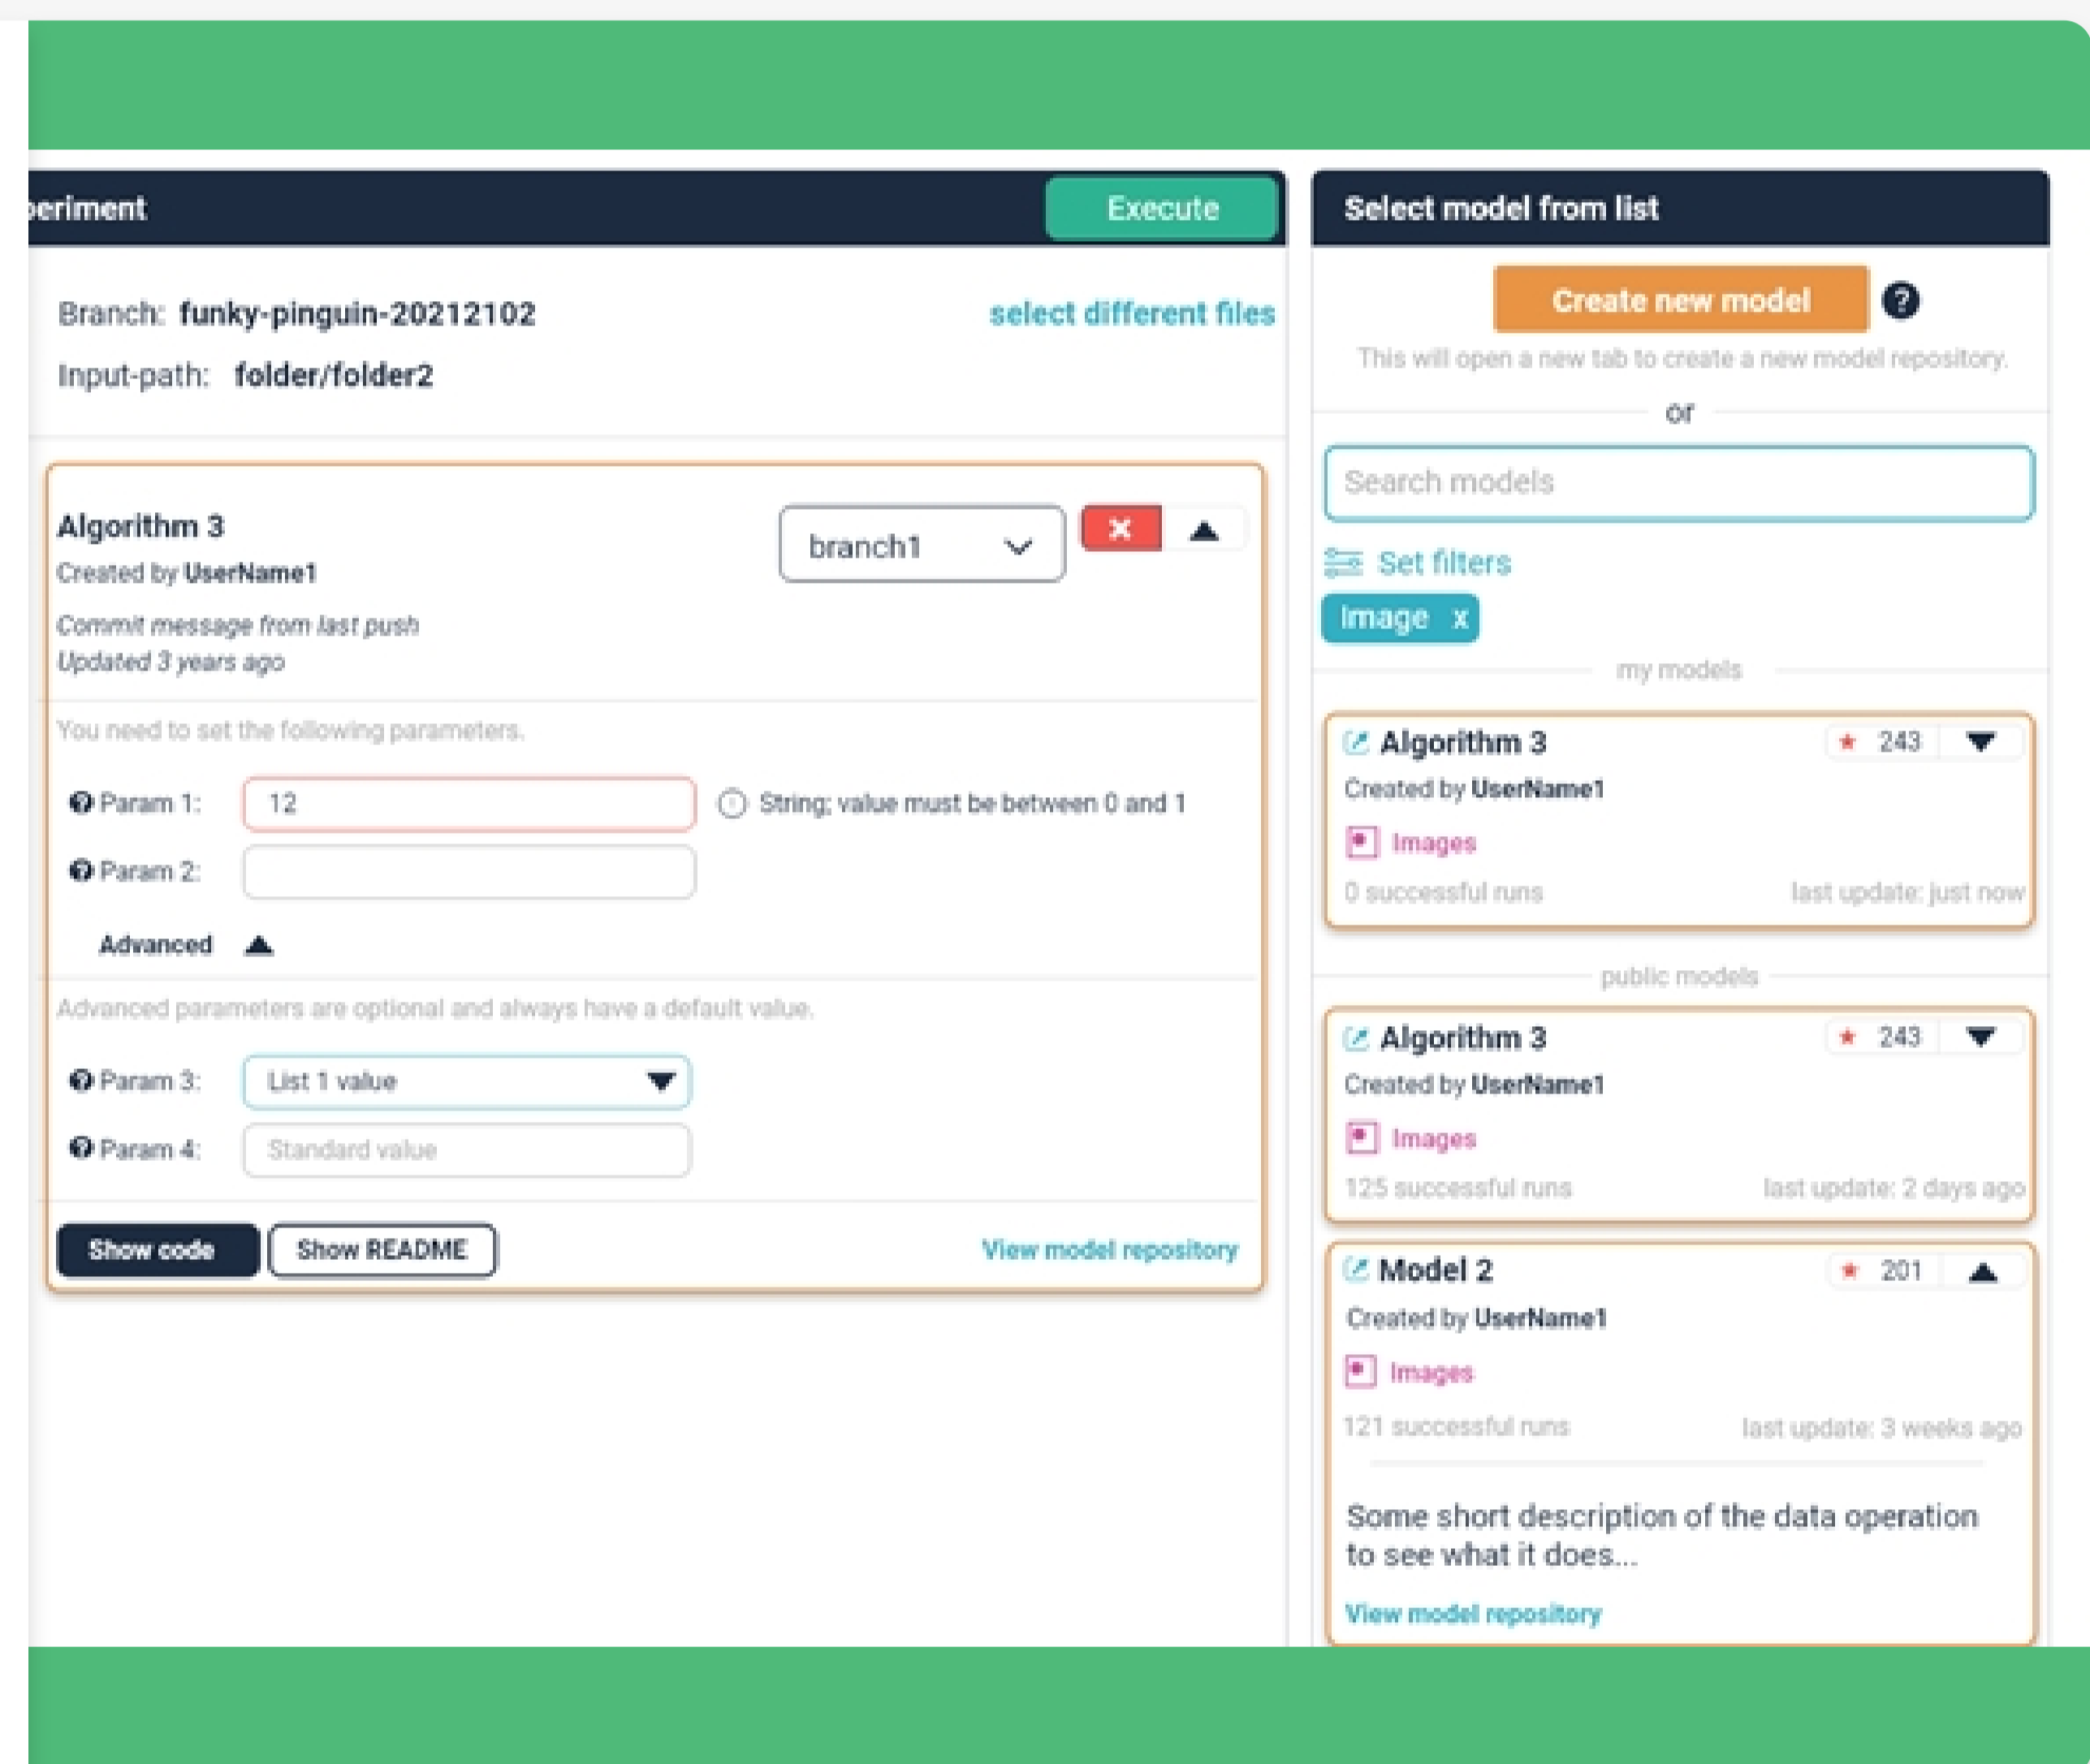 periment
Execute
Branch: funky-pinguin-20212102
select different files
Input-path: folder/folder2
Algorithm 3
branch1
Created by UserName1
Commit message from last push
Updated 3 years ago
You need to set the following parameters.
Param 1: 12
String; value must be between 0 and 1
Param 2:
Advanced
Advanced parameters are optional and always have a default value.
Param 3: List 1 value
Param 4: Standard value
Show code
Show README
View model repository
Select model from list
Create new model ?
This will open a new tab to create a new model repository.
or
Search models
Set filters
Image x
my models
Algorithm 3
243
Created by UserName1
Images
0 successful runs
last update: just now
public models
Algorithm 3
243
Created by UserName1
Images
125 successful runs
last update: 2 days ago
Model 2
201
Created by UserName1
Images
121 successful runs
last update: 3 weeks ago
Some short description of the data operation
to see what it does...
View model repository